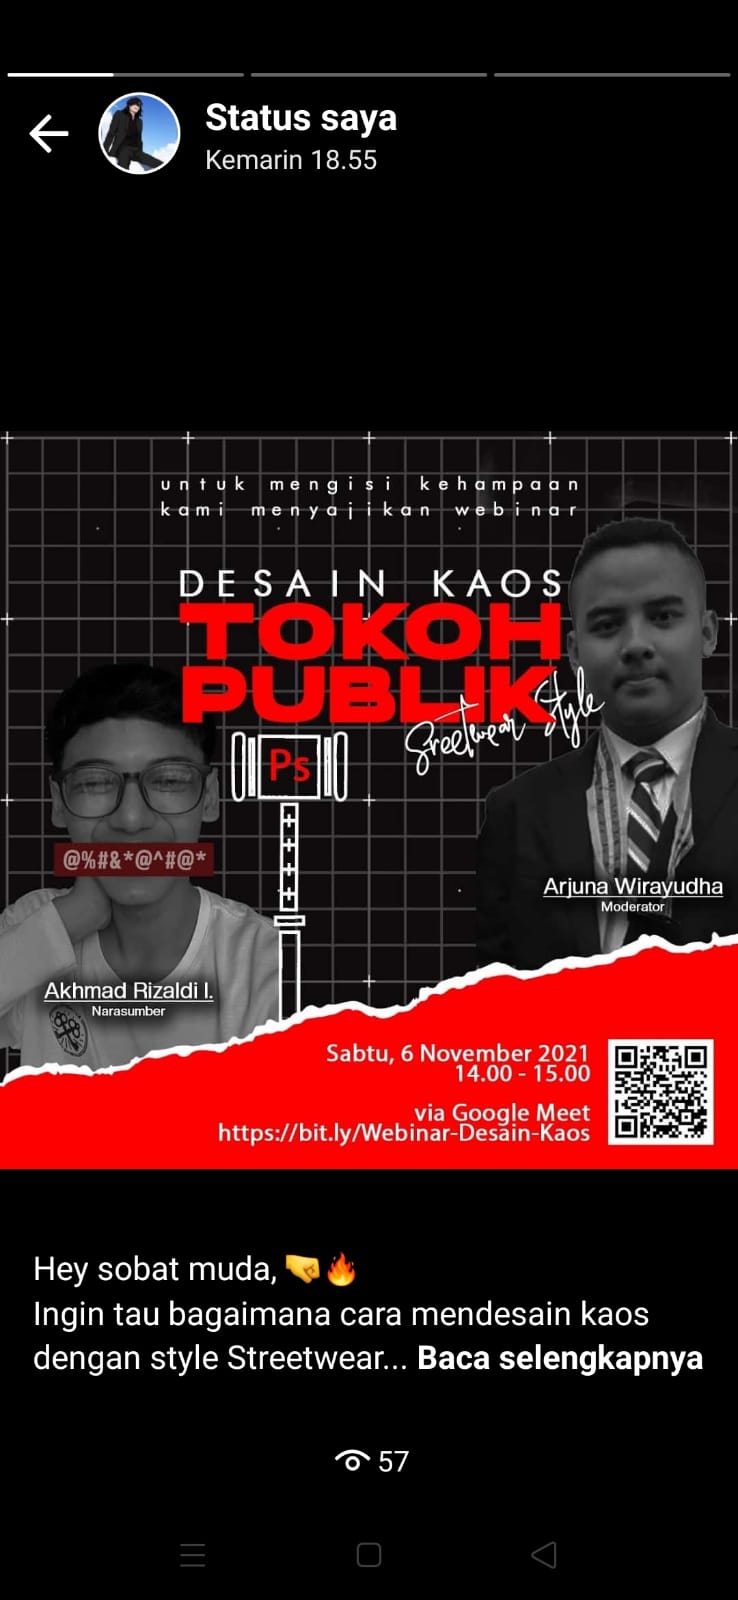 Status saya
Kemarin 18.55
untuk mengisi kehampaan
kami menyajikan webinar
DESAIN KAOS
TOKOH
PUBLIK
Sreetwear Style
Ps
@%#&*@^#@*
Arjuna Wirayudha
Moderator
Akhmad Rizaldi I.
Narasumber
Sabtu, 6 November 2021
14.00 - 15.00
via Google Meet
https://bit.ly/Webinar-Desain-Kaos
Hey sobat muda, 🤜🔥
Ingin tau bagaimana cara mendesain kaos
dengan style Streetwear... Baca selengkapnya
57